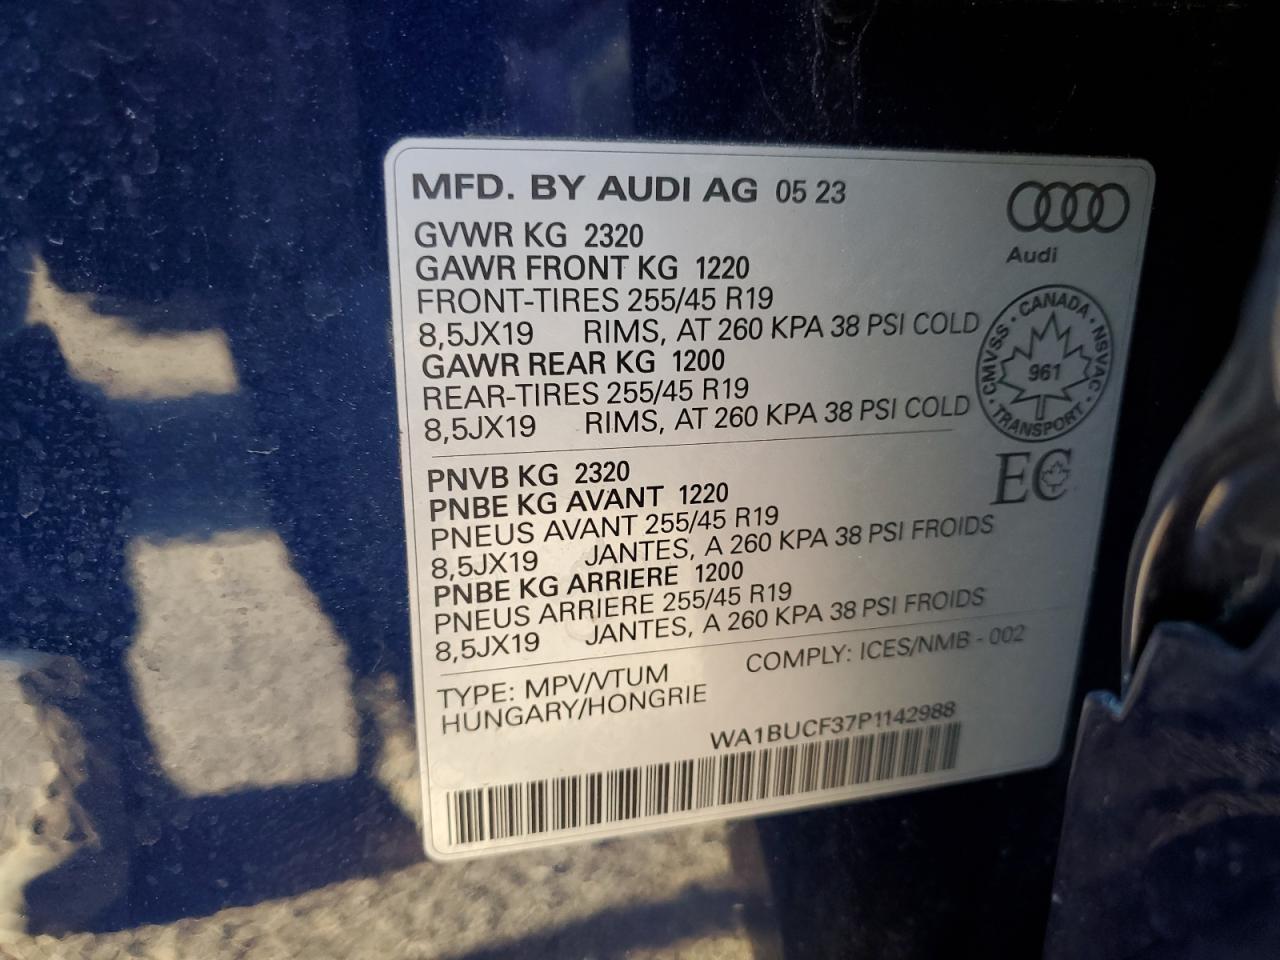 MFD. BY AUDI AG 05 23
Audi
GVWR KG 2320
GAWR FRONT KG 1220
FRONT-TIRES 255/45 R19
8,5JX19 RIMS, AT 260 KPA 38 PSI COLD
GAWR REAR KG 1200
REAR-TIRES 255/45 R19
8,5JX19 RIMS, AT 260 KPA 38 PSI COLD
CANADA · NSVAC · TRANSPORT · CMVSS ·
961
EC
PNVB KG 2320
PNBE KG AVANT 1220
PNEUS AVANT 255/45 R19
8,5JX19 JANTES, A 260 KPA 38 PSI FROIDS
PNBE KG ARRIERE 1200
PNEUS ARRIERE 255/45 R19
8,5JX19 JANTES, A 260 KPA 38 PSI FROIDS
TYPE: MPV/VTUM COMPLY: ICES/NMB - 002
HUNGARY/HONGRIE
WA1BUCF37P1142988